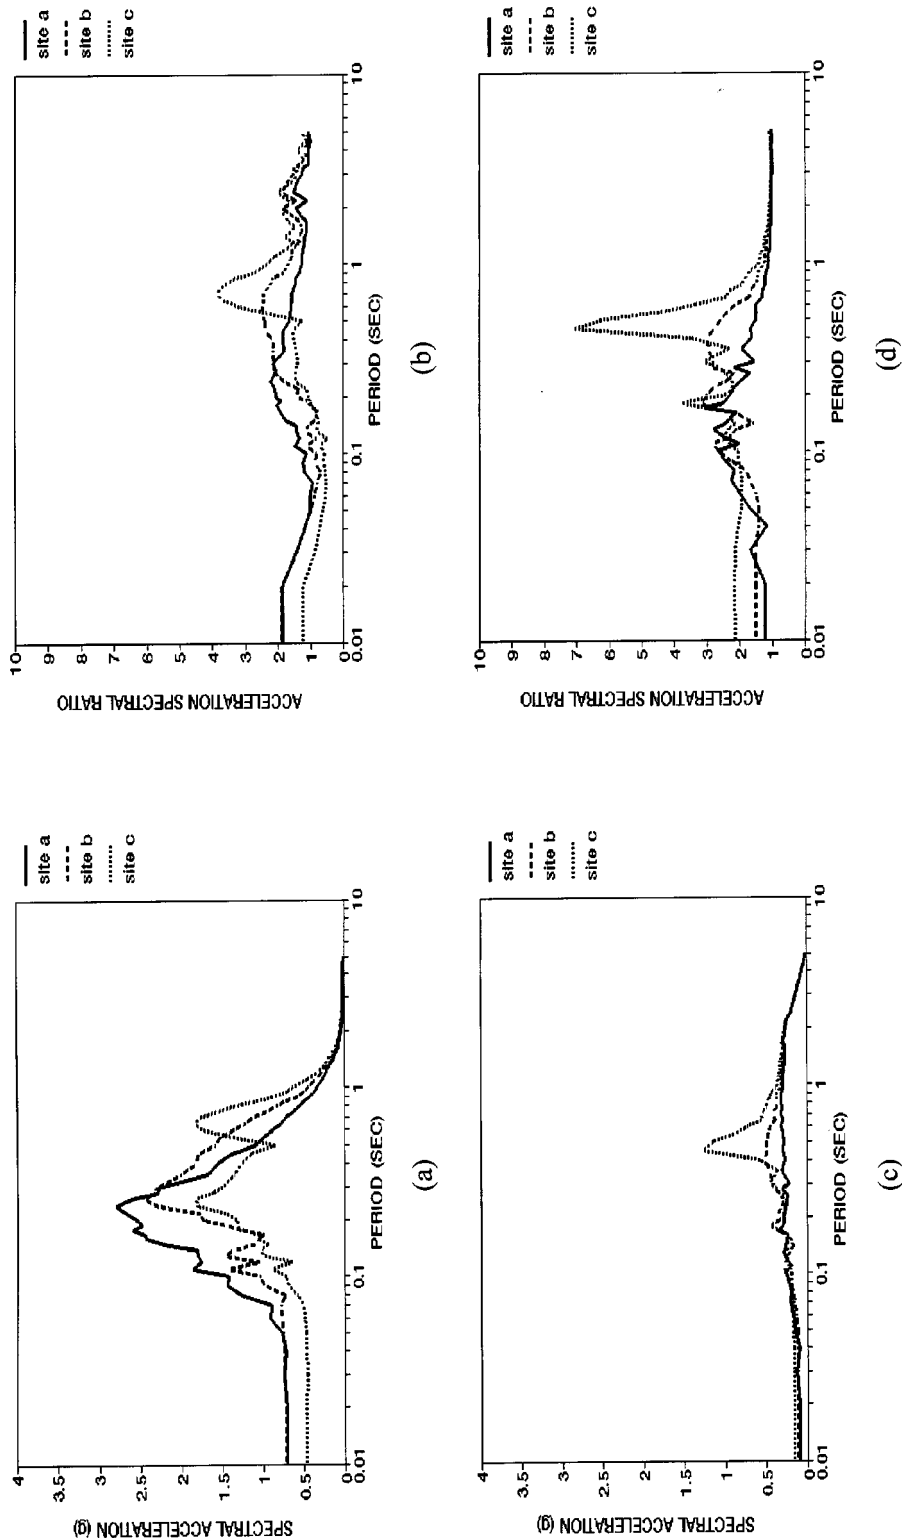 SPECTRAL ACCELERATION (g)
4
3.5
3
2.5
2
1.5
1
0.5
0
0.01 0.1 1 10
PERIOD (SEC)
site a
site b
site c
(a)
ACCELERATION SPECTRAL RATIO
10
9
8
7
6
5
4
3
2
1
0
0.01 0.1 1 10
PERIOD (SEC)
site a
site b
site c
(b)
SPECTRAL ACCELERATION (g)
4
3.5
3
2.5
2
1.5
1
0.5
0
0.01 0.1 1 10
PERIOD (SEC)
site a
site b
site c
(c)
ACCELERATION SPECTRAL RATIO
10
9
8
7
6
5
4
3
2
1
0
0.01 0.1 1 10
PERIOD (SEC)
site a
site b
site c
(d)